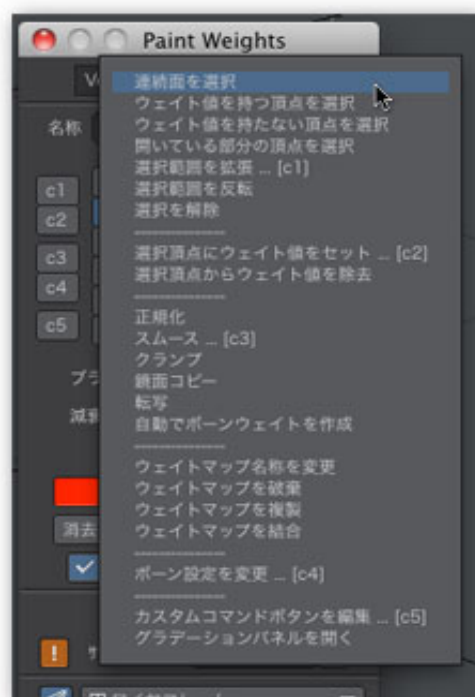 Paint Weights
連続面を選択
ウェイト値を持つ頂点を選択
名称
ウェイト値を持たない頂点を選択
開いている部分の頂点を選択
選択範囲を拡張 ... [c1]
c1
選択範囲を反転
c2
選択を解除
--------------
選択頂点にウェイト値をセット ... [c2]
c3
選択頂点からウェイト値を除去
c4
--------------
正規化
c5
スムース ... [c3]
クランプ
鏡面コピー
転写
自動でボーンウェイトを作成
--------------
ウェイトマップ名称を変更
ウェイトマップを破棄
ウェイトマップを複製
消去
ウェイトマップを結合
--------------
ボーン設定を変更 ... [c4]
--------------
カスタムコマンドボタンを編集 ... [c5]
グラデーションパネルを開く